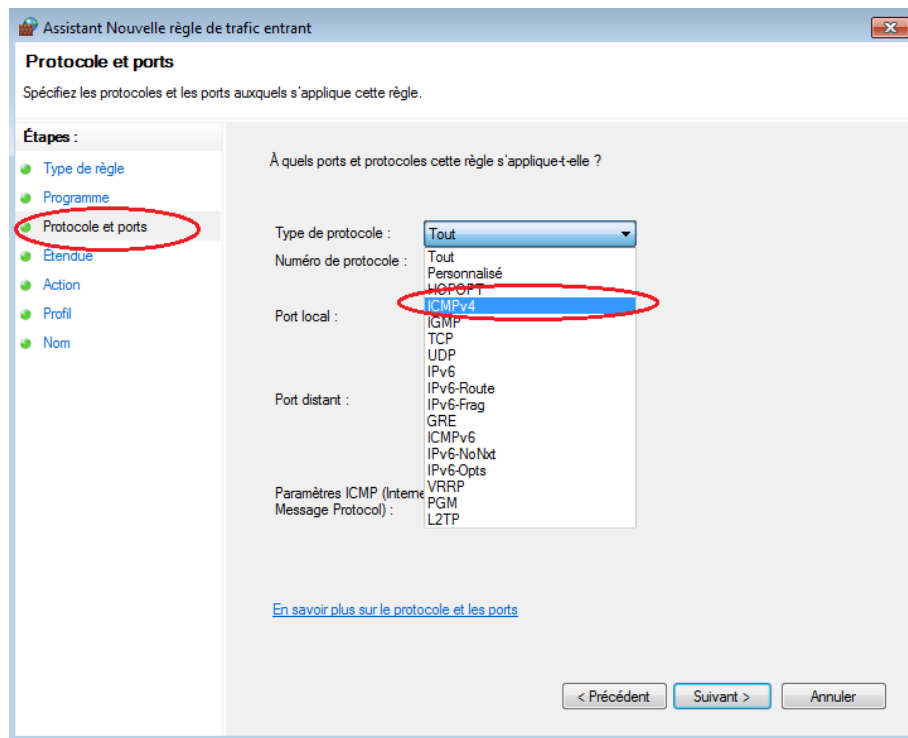 Assistant Nouvelle règle de trafic entrant
Protocole et ports
Spécifiez les protocoles et les ports auxquels s'applique cette règle.
Étapes :
Type de règle
Programme
Protocole et ports
Étendue
Action
Profil
Nom
À quels ports et protocoles cette règle s'applique-t-elle ?
Type de protocole : Tout
Numéro de protocole :
Tout
Personnalisé
HOPOPT
ICMPv4
IGMP
TCP
UDP
IPv6
IPv6-Route
IPv6-Frag
GRE
ICMPv6
IPv6-NoNxt
IPv6-Opts
VRRP
PGM
L2TP
Port local :
Port distant :
Paramètres ICMP (Interne
Message Protocol) :
En savoir plus sur le protocole et les ports
< Précédent Suivant > Annuler